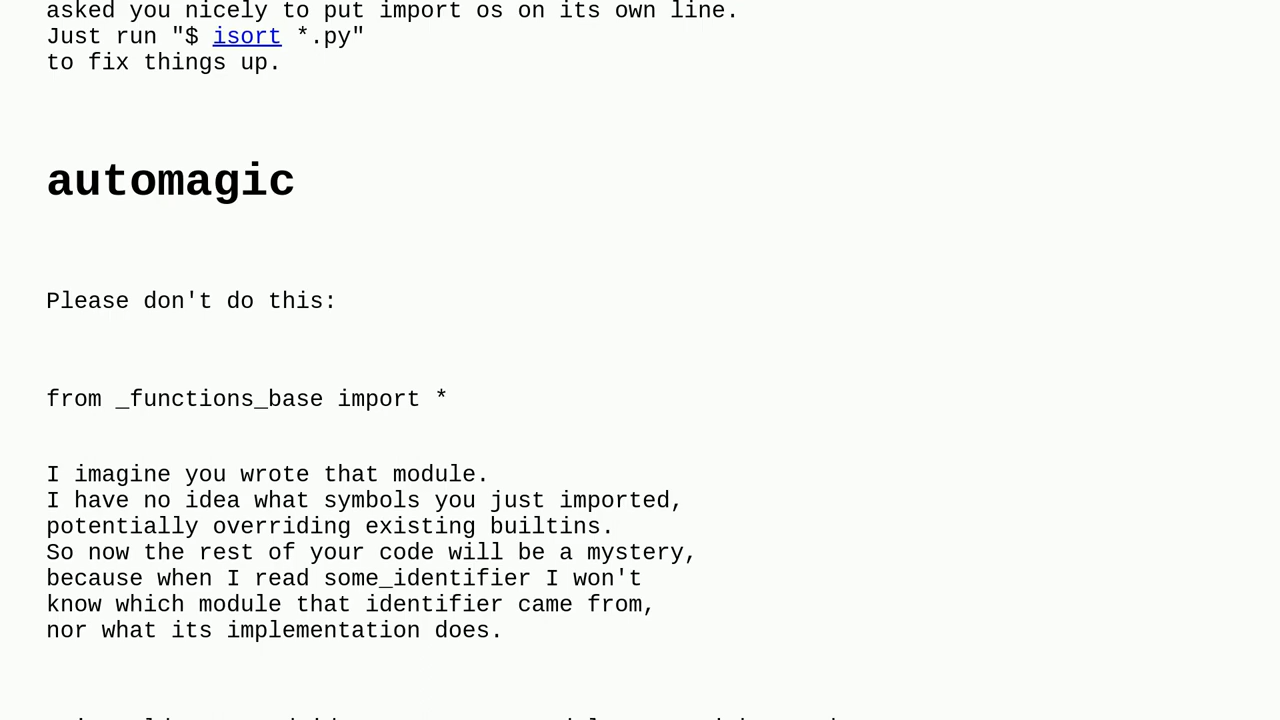 asked you nicely to put import os on its own line.
Just run "$ isort *.py"
to fix things up.
automagic
Please don't do this:
from _functions_base import *
I imagine you wrote that module.
I have no idea what symbols you just imported,
potentially overriding existing builtins.
So now the rest of your code will be a mystery,
because when I read some_identifier I won't
know which module that identifier came from,
nor what its implementation does.